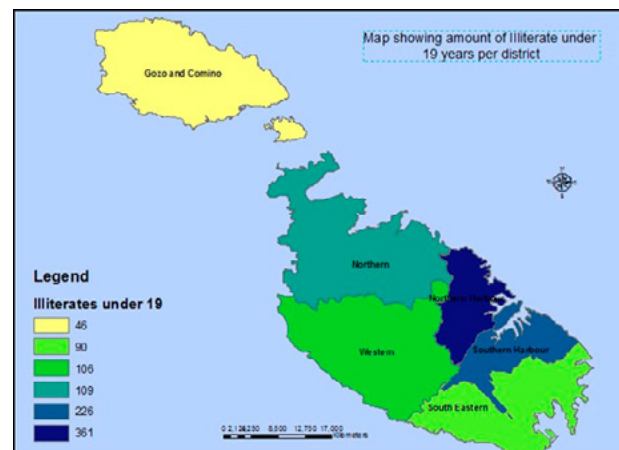 Map showing amount of Illiterate under
19 years per district
Gozo and Comino
Northern
Northern Harbour
Western
Southern Harbour
South Eastern
Legend
Illiterates under 19
46
90
106
109
226
361